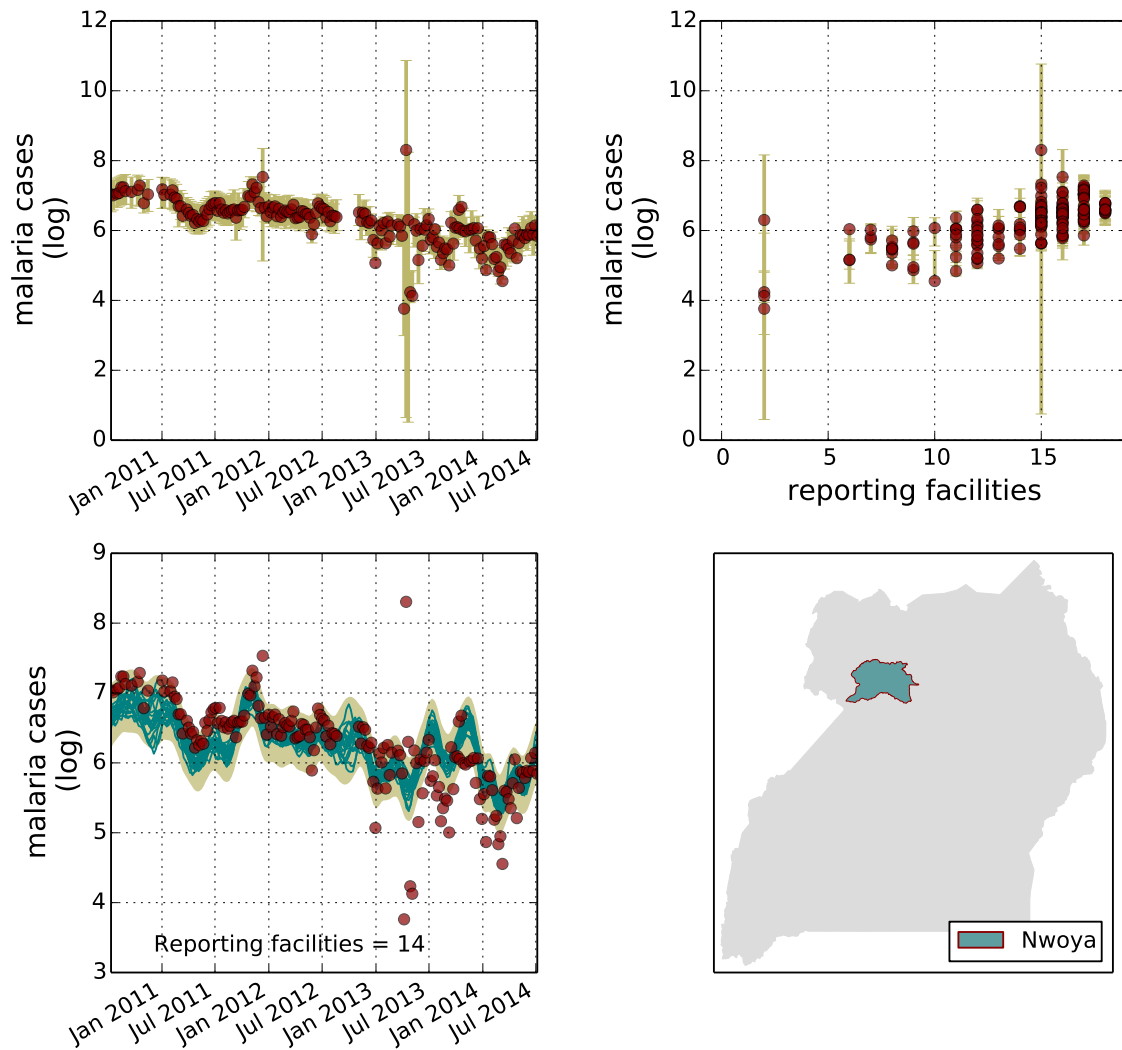 12
10
8
6
4
2
0
malaria cases
(log)
Jan 2011
Jul 2011
Jan 2012
Jul 2012
Jan 2013
Jul 2013
Jan 2014
Jul 2014
12
10
8
6
4
2
0
malaria cases
(log)
0 5 10 15
reporting facilities
9
8
7
6
5
4
3
malaria cases
(log)
Reporting facilities = 14
Jan 2011
Jul 2011
Jan 2012
Jul 2012
Jan 2013
Jul 2013
Jan 2014
Jul 2014
Nwoya